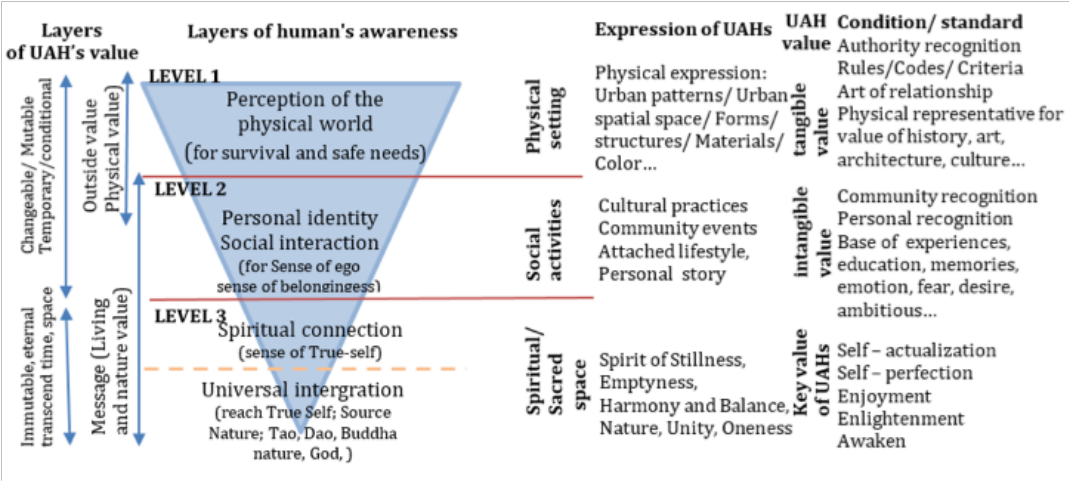 Layers
of UAH's value
Changeable/ Mutable
Temporary/conditional
Immutable, eternal
transcend time, space
Outside value
Physical value)
Message (Living
and nature value)
Layers of human's awareness
LEVEL 1
Perception of the
physical world
(for survival and safe needs)
LEVEL 2
Personal identity
Social interaction
(for Sense of ego
sense of belongingess)
LEVEL 3
Spiritual connection
(sense of True-self)
Universal intergration
(reach True Self; Source
Nature; Tao, Dao, Buddha
nature, God, )
Expression of UAHs
Physical
setting
Physical expression:
Urban patterns/ Urban
spatial space/ Forms/
structures/ Materials/
Color...
Social
activities
Cultural practices
Community events
Attached lifestyle,
Personal story
Spiritual/
Sacred
space
Spirit of Stillness,
Emptyness,
Harmony and Balance,
Nature, Unity, Oneness
UAH
value
tangible
value
intangible
value
Key value
of UAHs
Condition/ standard
Authority recognition
Rules/Codes/ Criteria
Art of relationship
Physical representative for
value of history, art,
architecture, culture...
Community recognition
Personal recognition
Base of experiences,
education, memories,
emotion, fear, desire,
ambitious...
Self – actualization
Self – perfection
Enjoyment
Enlightenment
Awaken